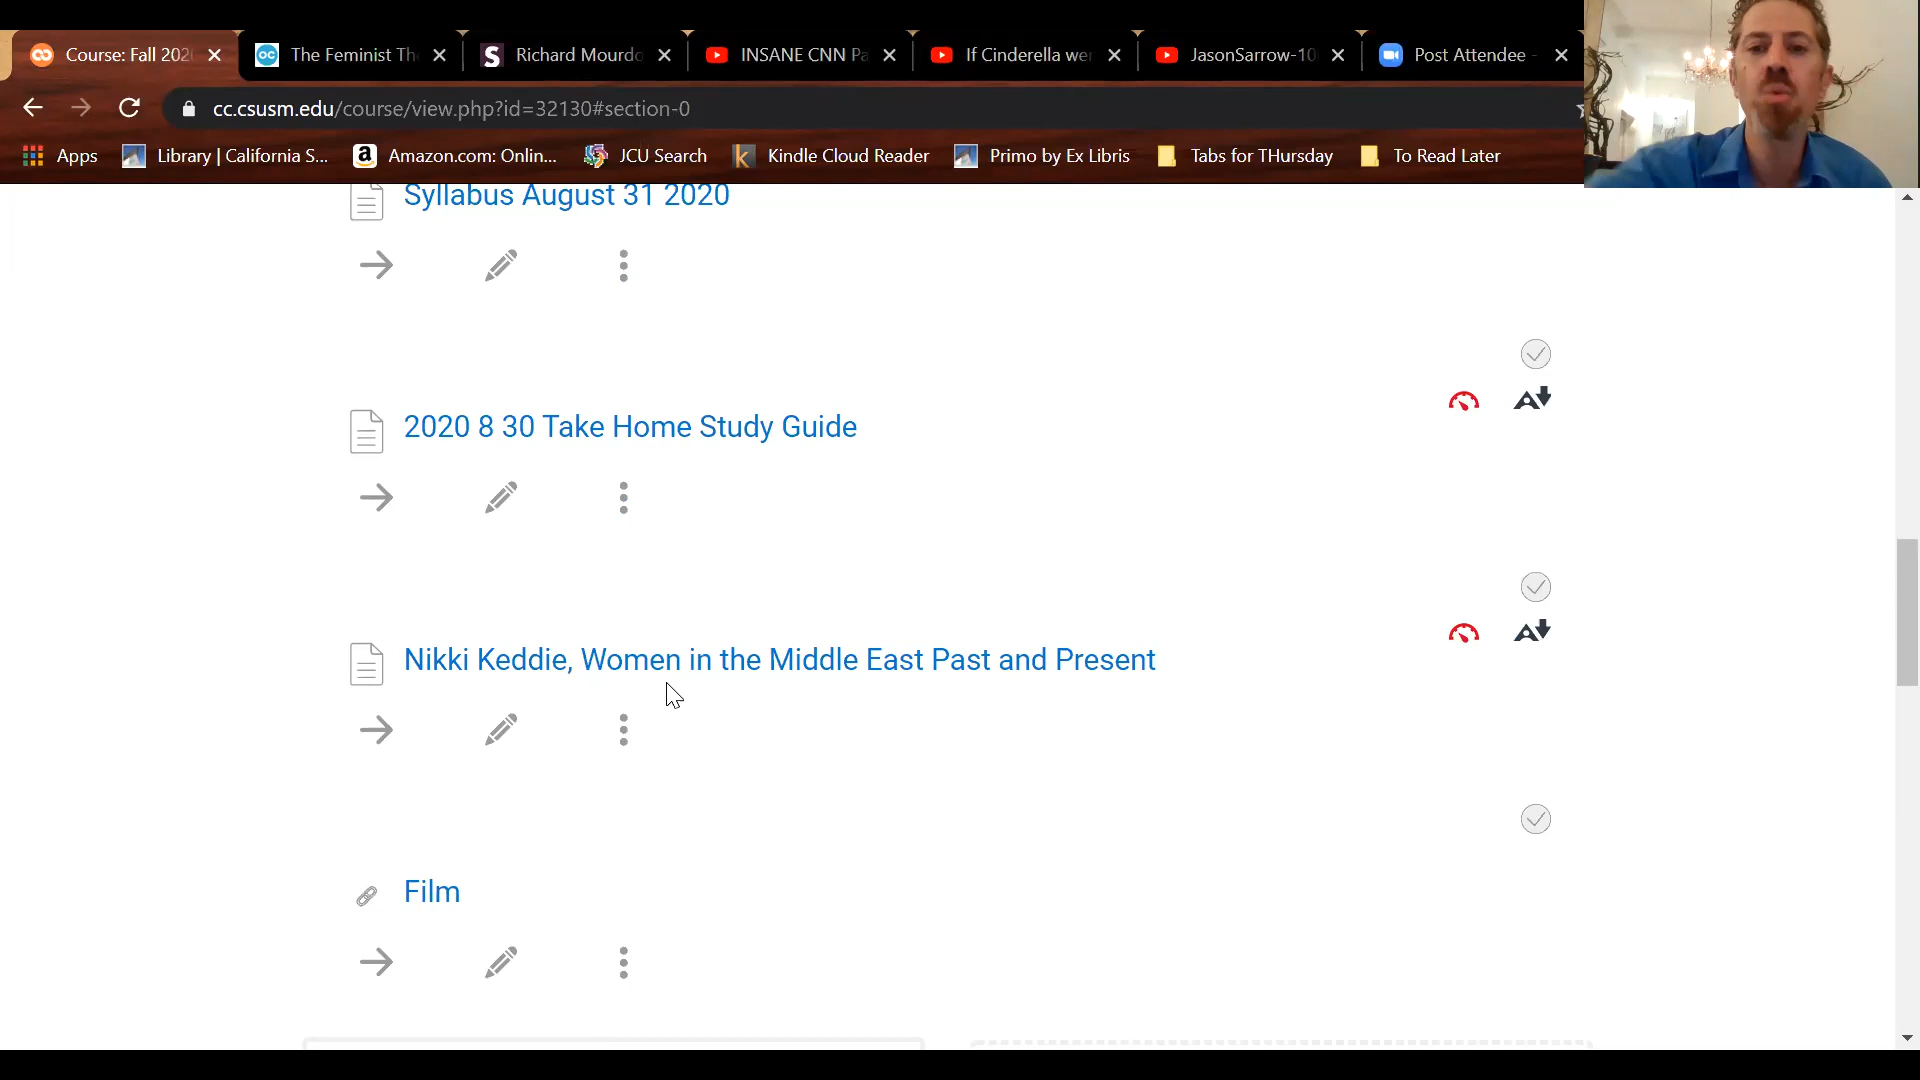 Course: Fall 202
The Feminist Th
Richard Mourdo
INSANE CNN Pa
If Cinderella wer
JasonSarrow-10
Post Attendee -
cc.csusm.edu/course/view.php?id=32130#section-0
Apps
Library | California S...
Amazon.com: Onlin...
JCU Search
Kindle Cloud Reader
Primo by Ex Libris
Tabs for THursday
To Read Later
Syllabus August 31 2020
2020 8 30 Take Home Study Guide
Nikki Keddie, Women in the Middle East Past and Present
Film